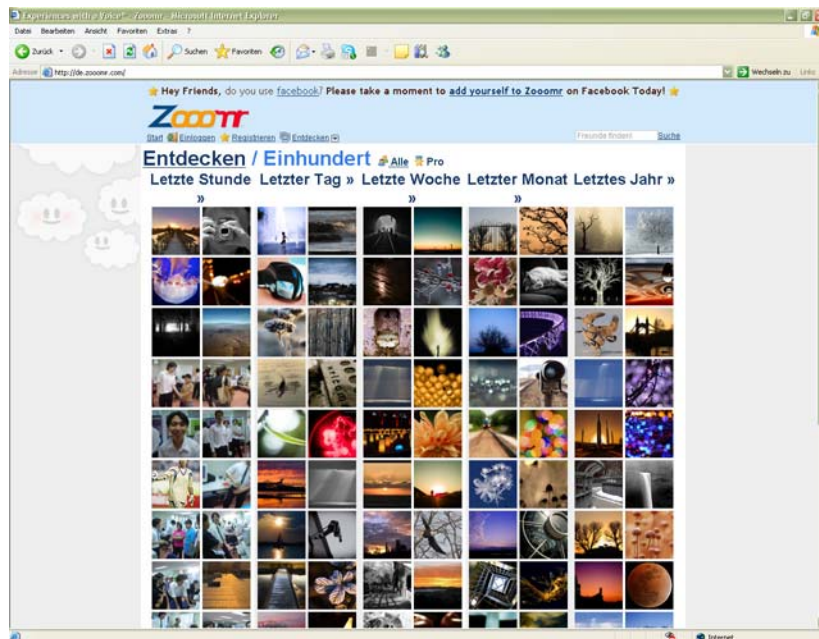 Experiences with a Voice® - Zooomr - Microsoft Internet Explorer
Datei Bearbeiten Ansicht Favoriten Extras ?
Zurück Suchen Favoriten
Adresse http://de.zooomr.com/ Wechseln zu Links
Hey Friends, do you use facebook? Please take a moment to add yourself to Zooomr on Facebook Today!
Zooomr
Start Einloggen Registrieren Entdecken Freunde finden! Suche
Entdecken / Einhundert Alle Pro
Letzte Stunde » Letzter Tag » Letzte Woche » Letzter Monat » Letztes Jahr »
Internet